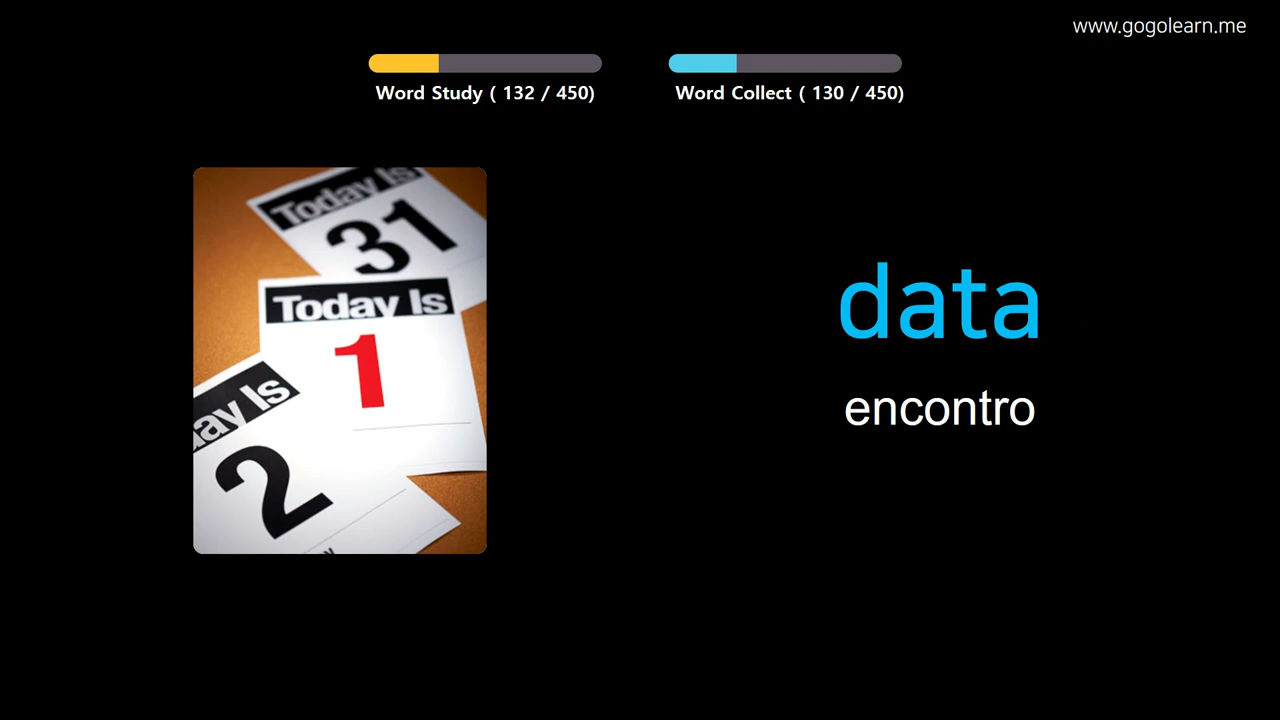 www.gogolearn.me
Word Study ( 132 / 450)
Word Collect ( 130 / 450)
Today Is
31
Today Is
1
ay Is
2
data
encontro